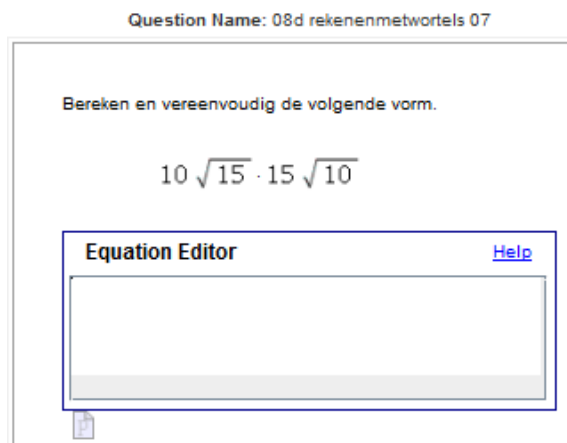 Question Name: 08d rekenenmetwortels 07
Bereken en vereenvoudig de volgende vorm.
10 √15 · 15 √10
Equation Editor Help